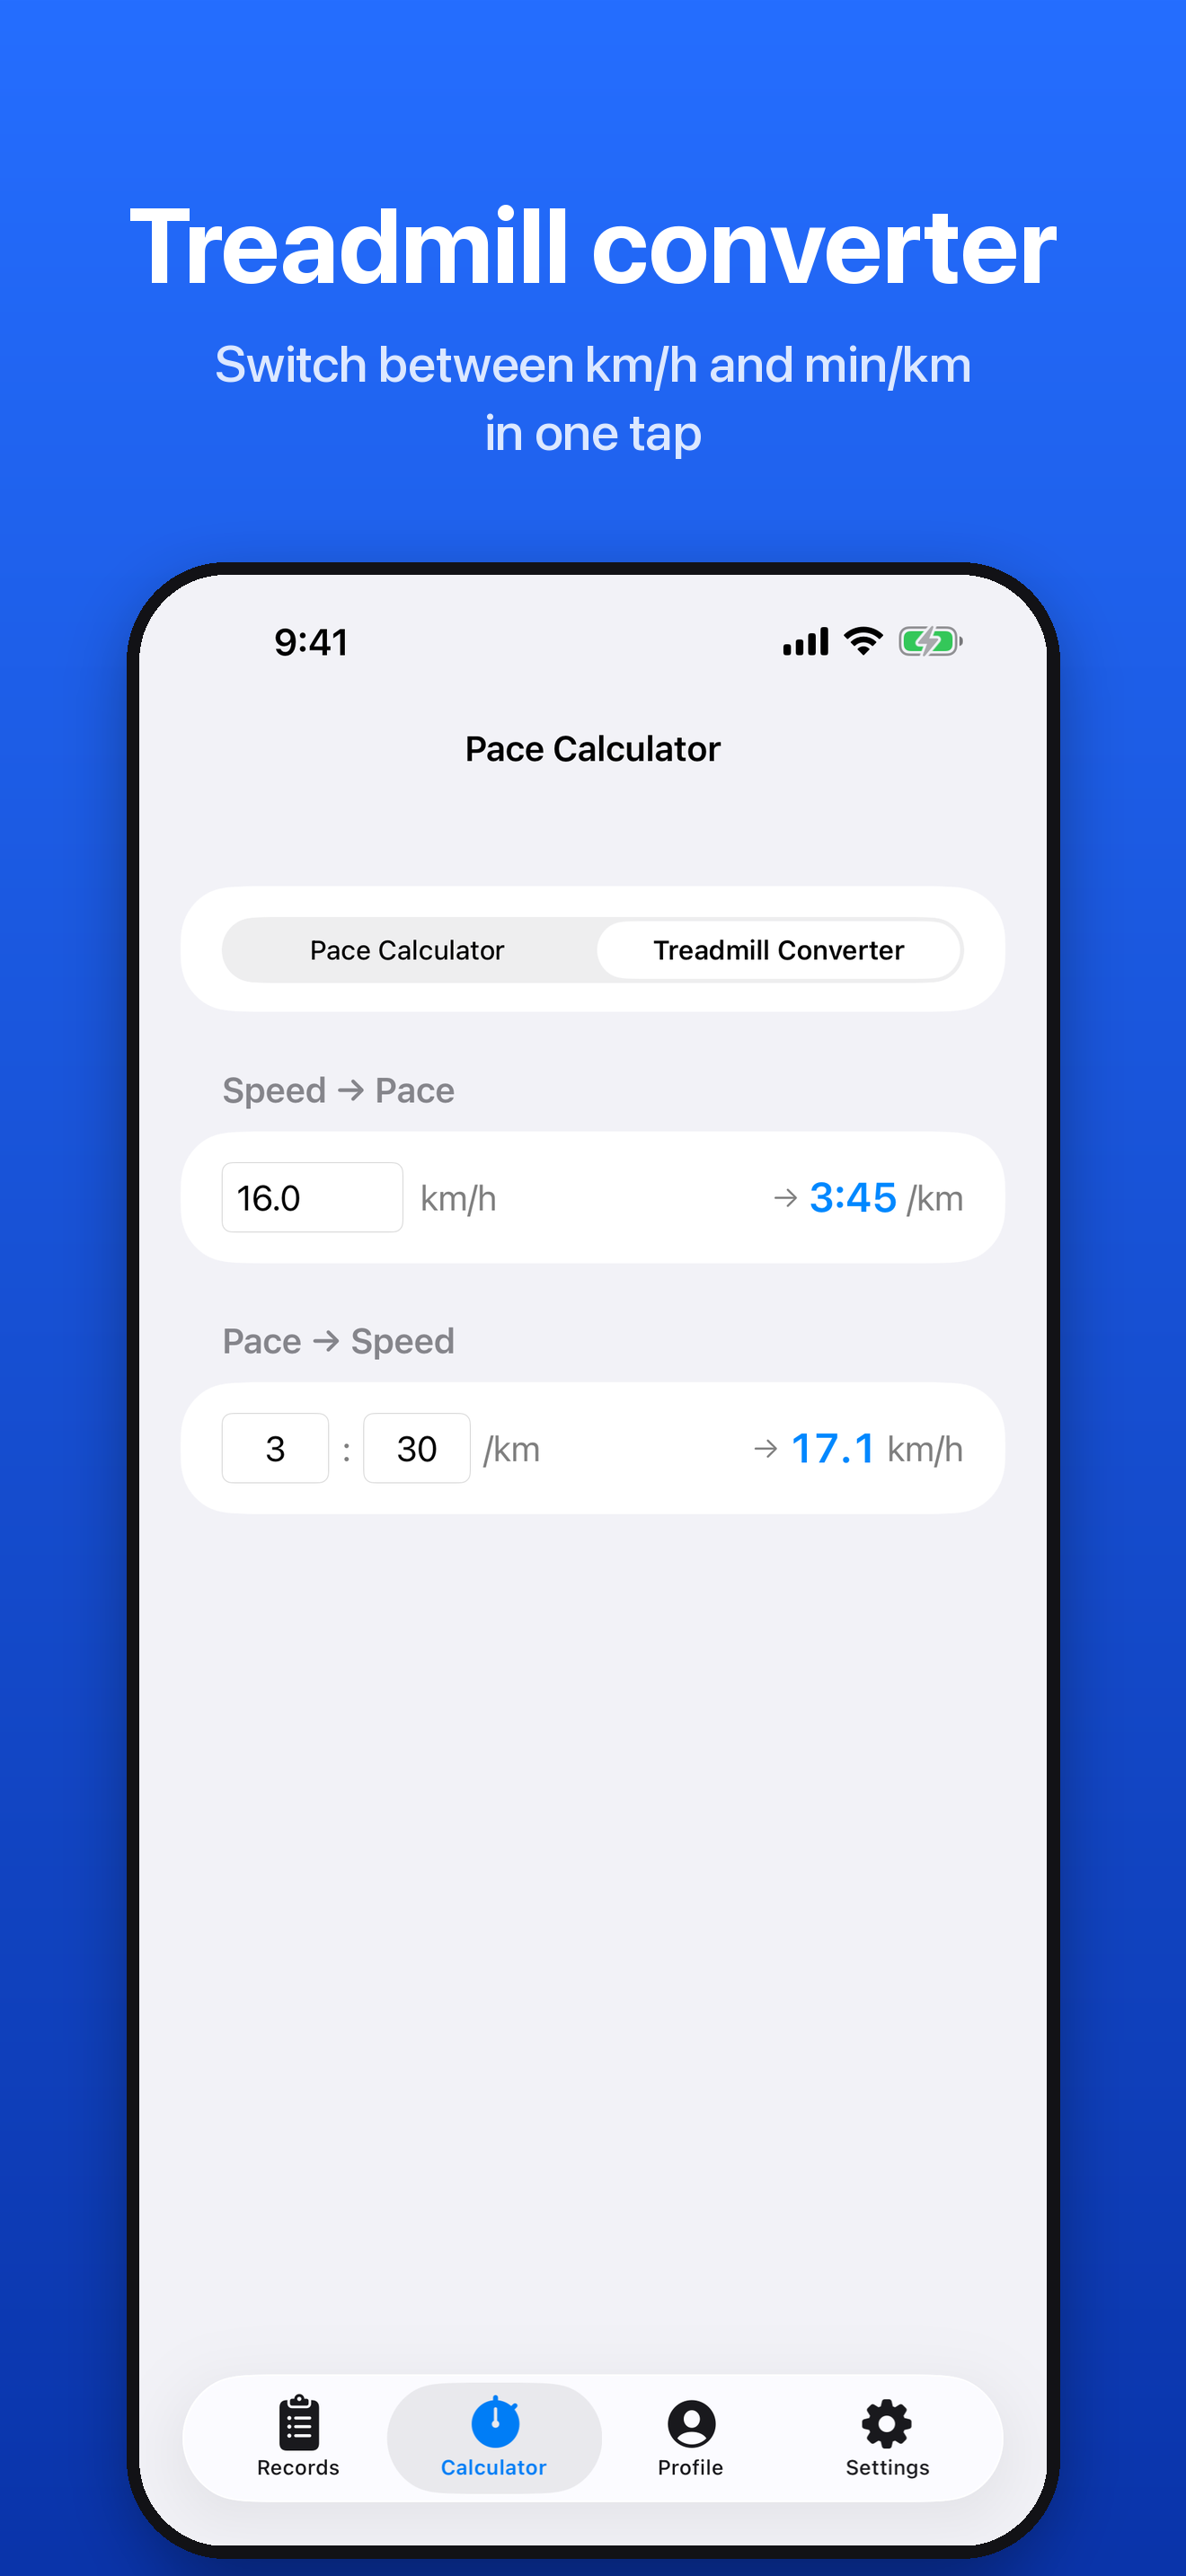 Treadmill converter
Switch between km/h and min/km
in one tap
9:41
Pace Calculator
Pace Calculator Treadmill Converter
Speed → Pace
16.0 km/h → 3:45 /km
Pace → Speed
3 : 30 /km → 17.1 km/h
Records Calculator Profile Settings